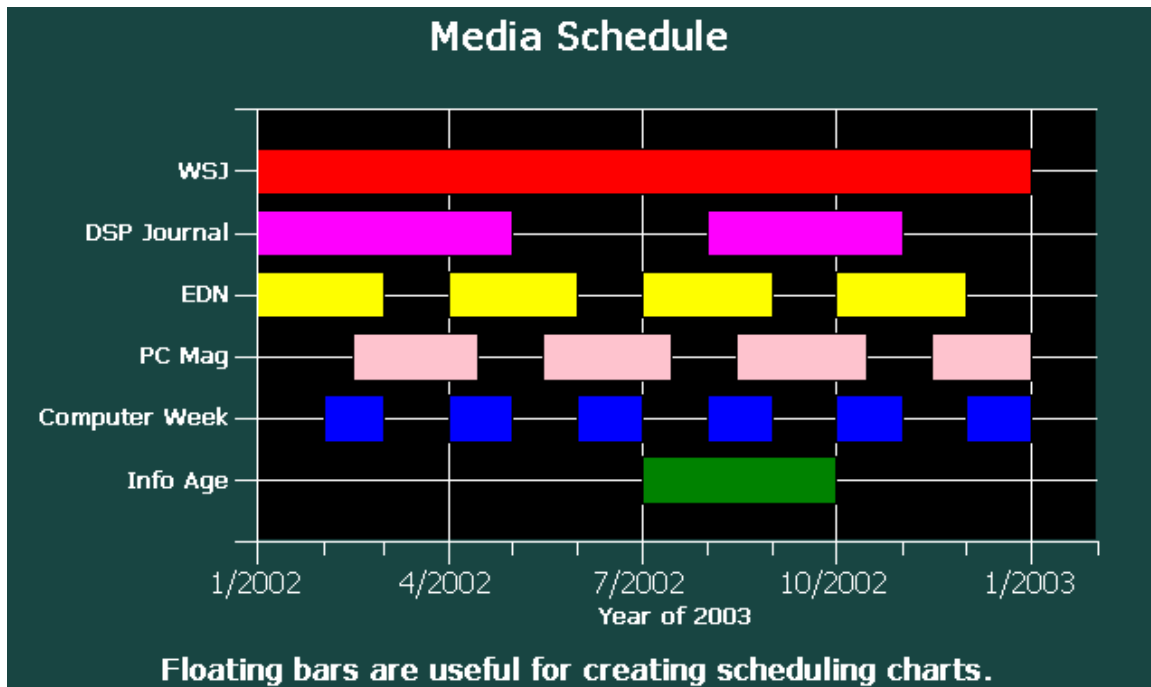 Media Schedule
WSJ
DSP Journal
EDN
PC Mag
Computer Week
Info Age
1/2002 4/2002 7/2002 10/2002 1/2003
Year of 2003
Floating bars are useful for creating scheduling charts.